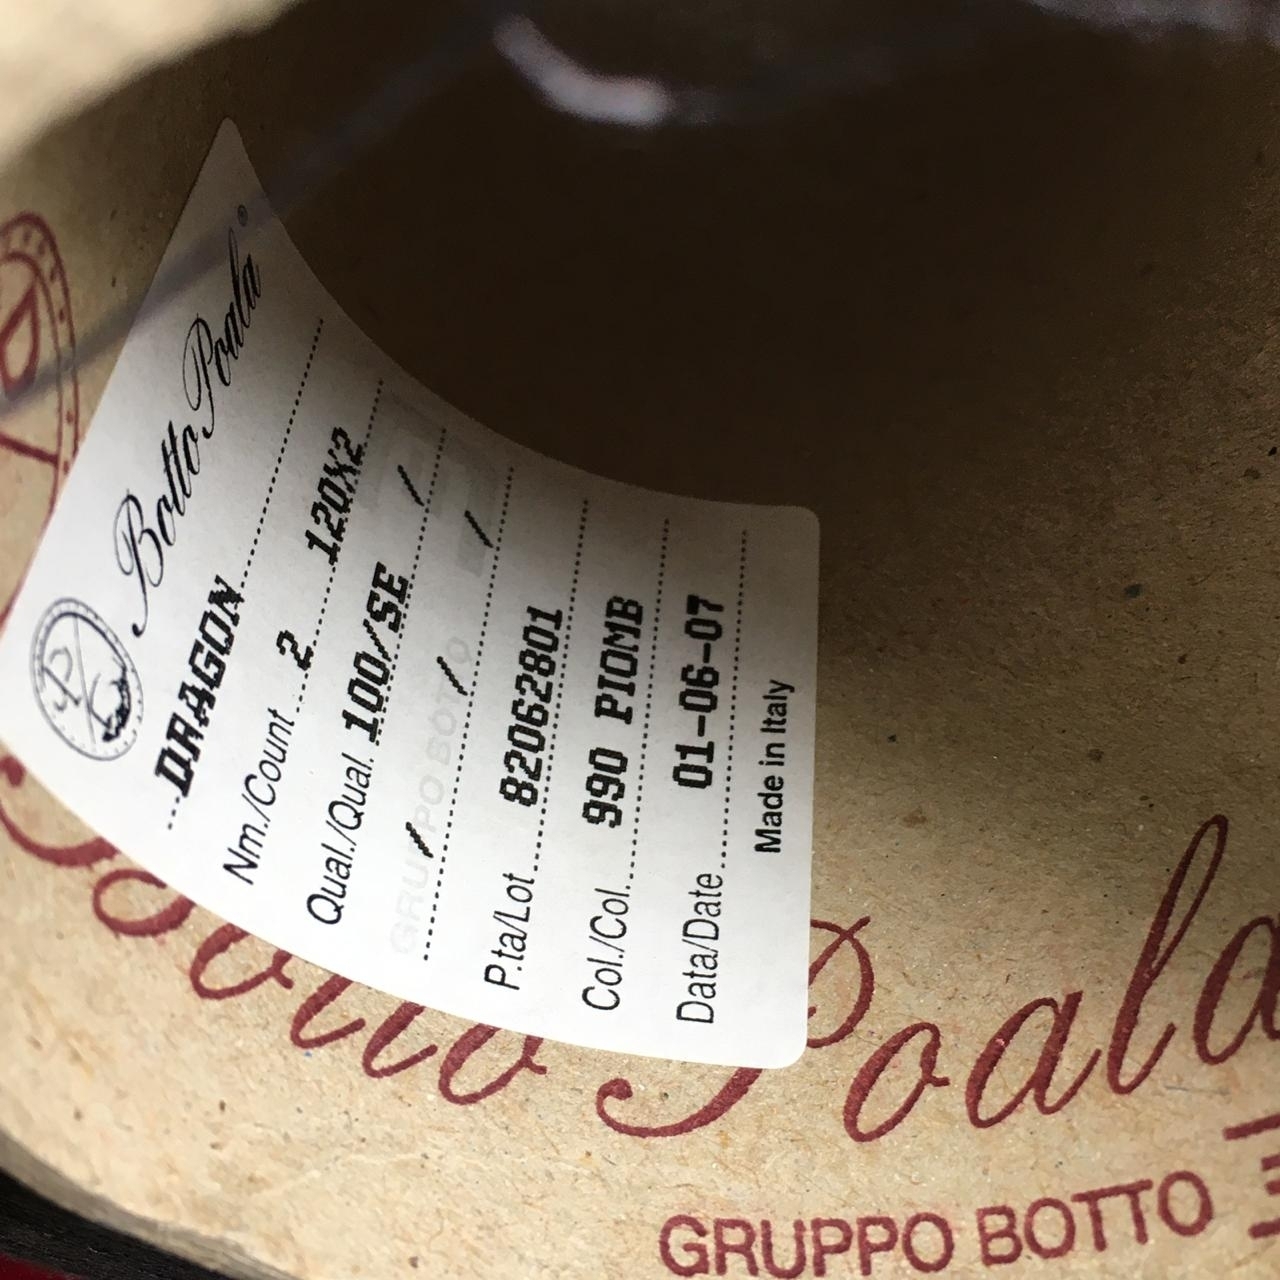 Botto Poala®
DRAGON
Nm./Count 2 120X2
Qual./Qual. 100/SE /
/ / /
P.ta/Lot 82062801
Col./Col. 990 PIOMB
Data/Date 01-06-07
Made in Italy
GRUPPO BOTTO
Botto Poala
GRUPPO BOTTO